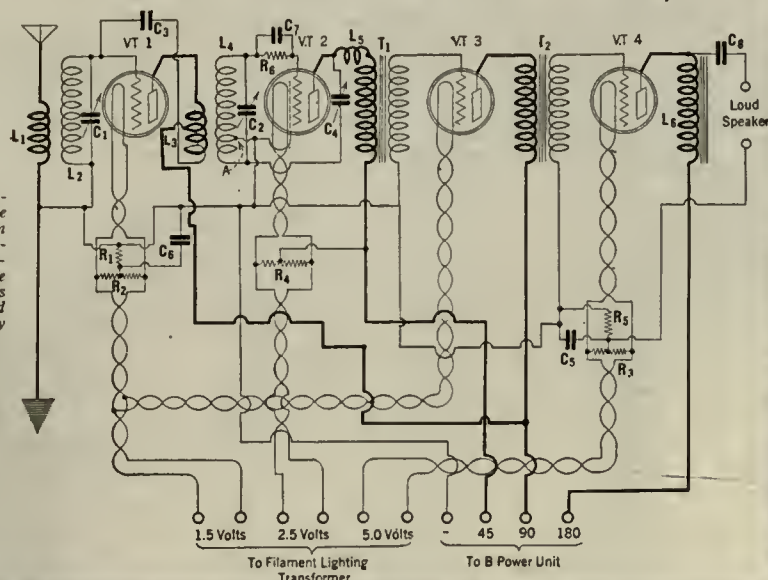 C3
C7
V.T. 1
L4
V.T. 2
L5
T1
V.T 3
V.T. 4
C8
R6
C1
C2
C4
L1
L2
L3
L6
Loud
Speaker
A
R1
C6
R2
R4
R5
C5
R3
e
n
-
-
e
s
d
y
1.5 Volts
2.5 Volts
5.0 Volts
-
45
90
180
To Filament Lighting
Transformer
To B Power Unit